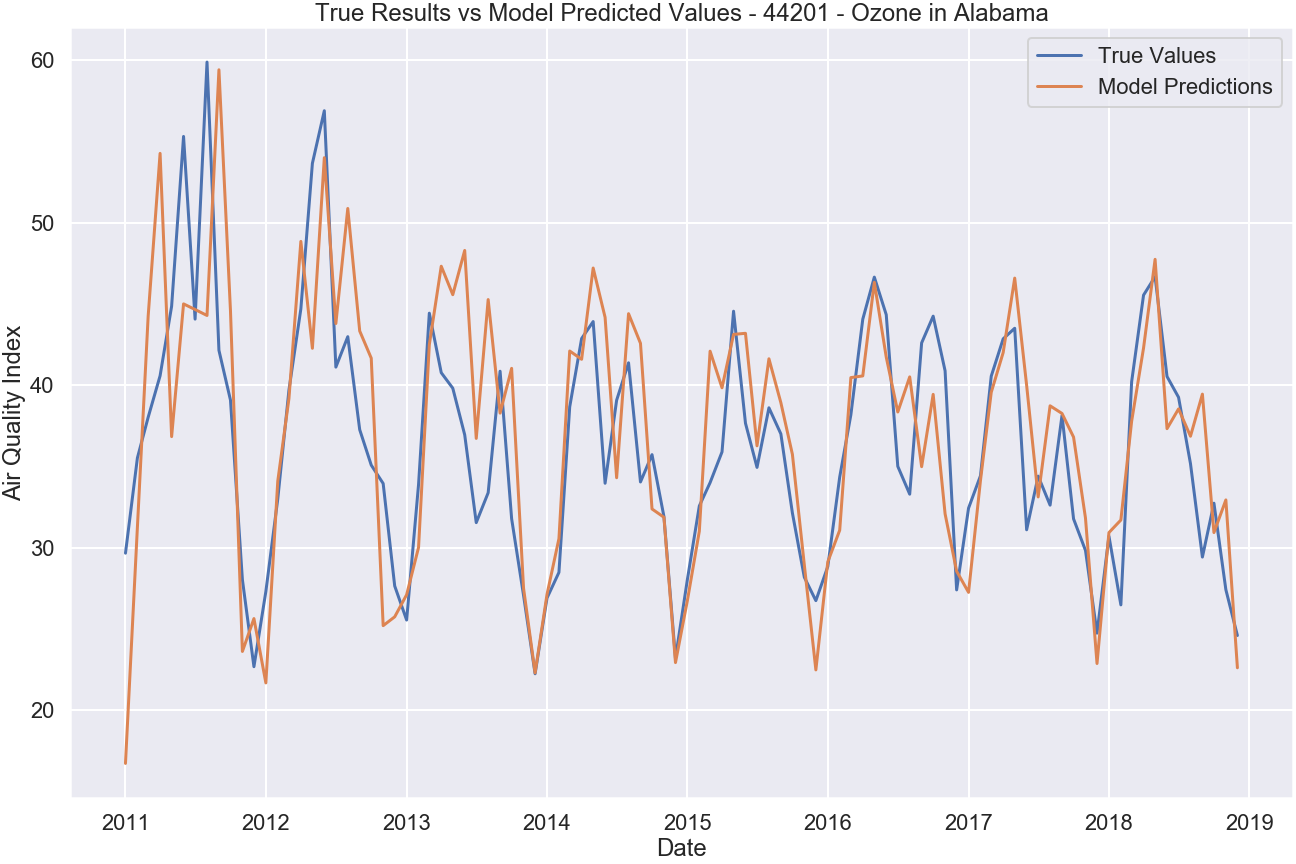 True Results vs Model Predicted Values - 44201 - Ozone in Alabama
True Values
Model Predictions
Air Quality Index
60
50
40
30
20
2011 2012 2013 2014 2015 2016 2017 2018 2019
Date